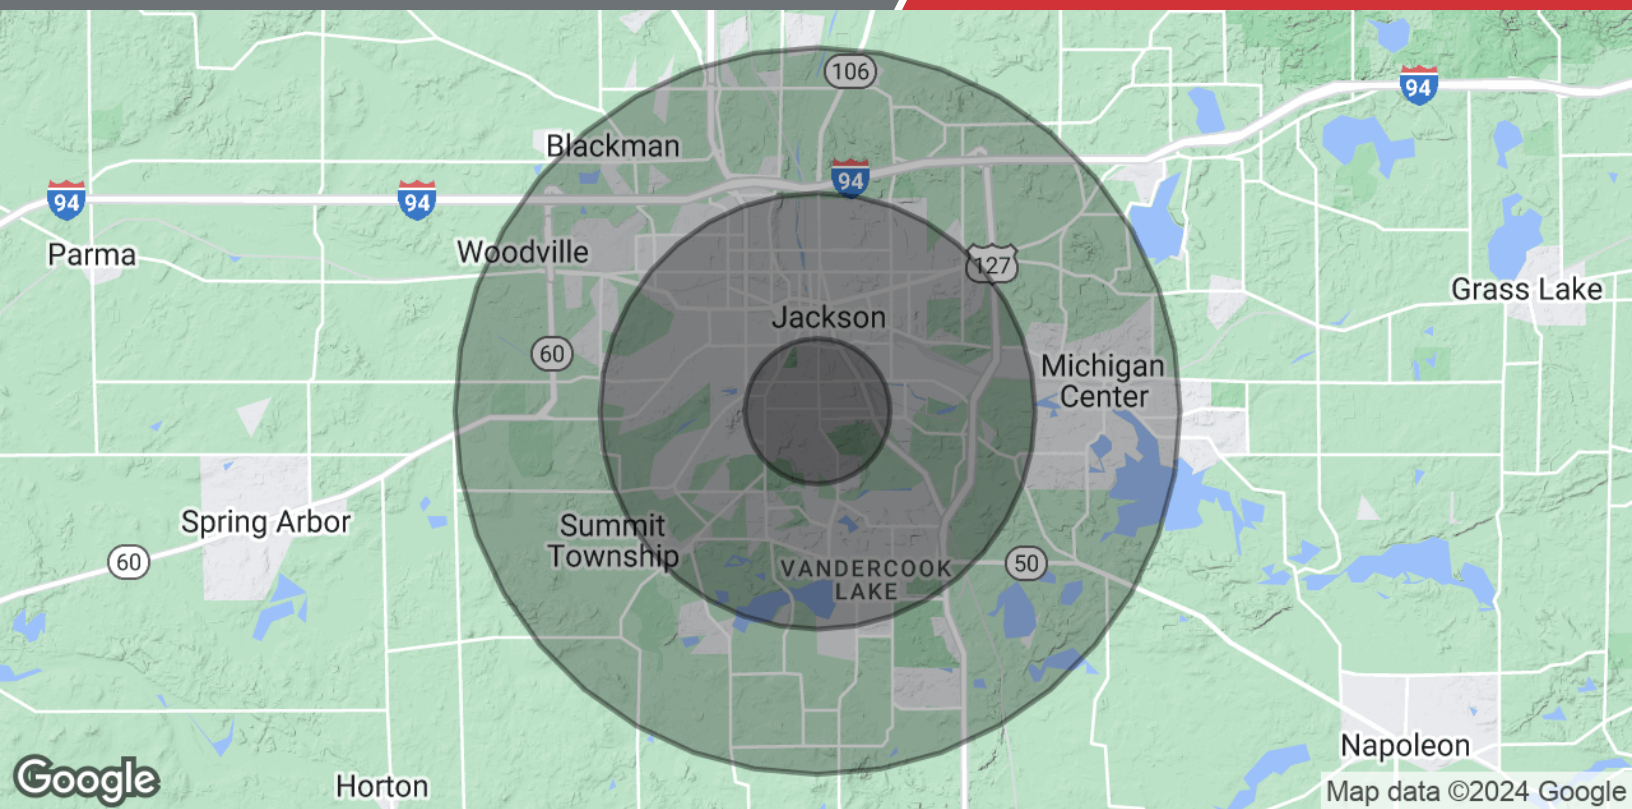 106
94
Blackman
94
94
94
Parma
Woodville
127
Grass Lake
Jackson
60
Michigan
Center
Spring Arbor
Summit
Township
60
VANDERCOOK
LAKE
50
Napoleon
Google
Horton
Map data ©2024 Google